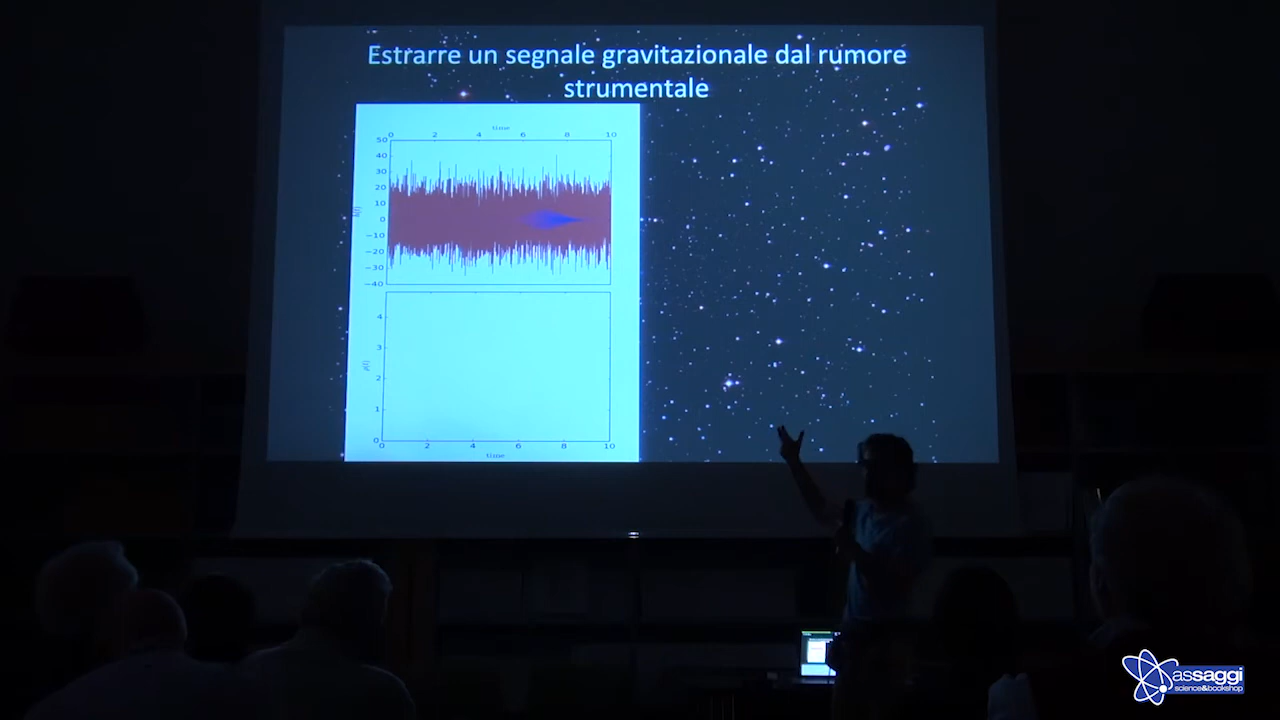 Estrarre un segnale gravitazionale dal rumore
strumentale
time
0 2 4 6 8 10
50
40
30
20
10
0
−10
−20
−30
−40
h(t)
4
3
2
1
0
ρ(t)
0 2 4 6 8 10
time
assaggi
science&bookshop